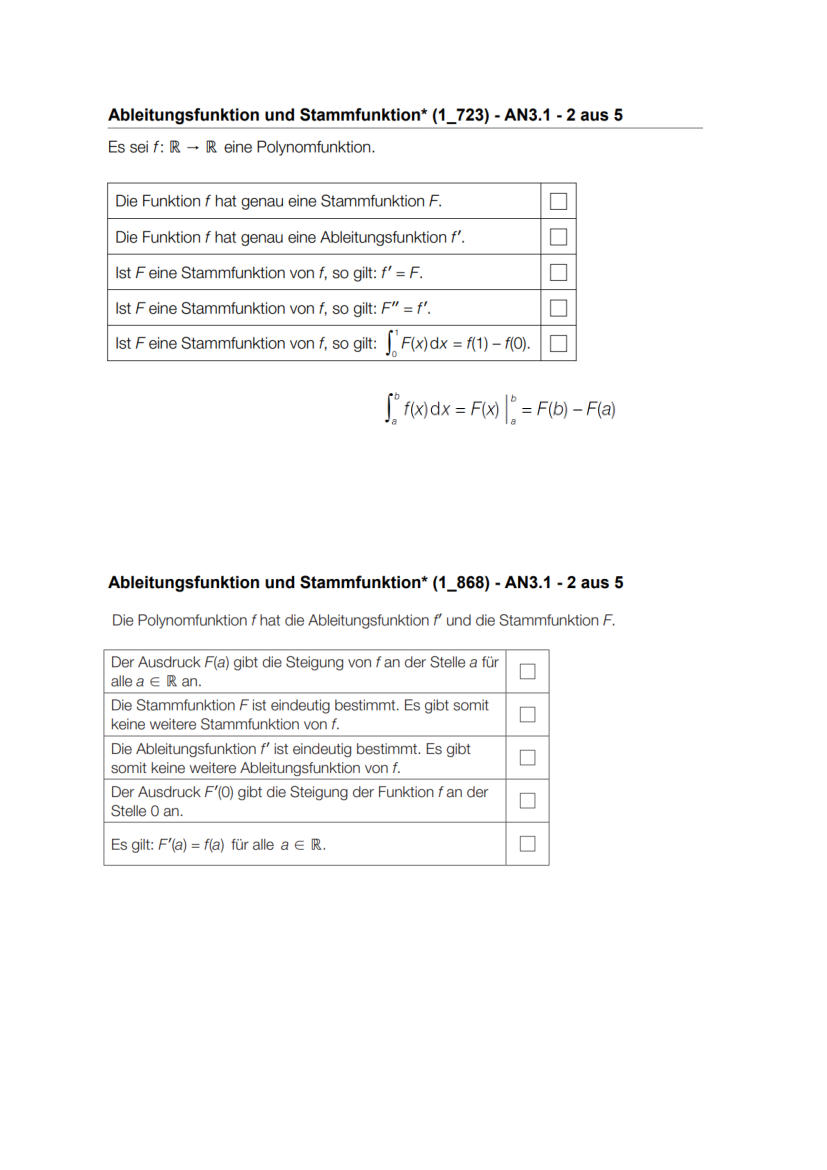 Ableitungsfunktion und Stammfunktion* (1_723) - AN3.1 - 2 aus 5
Es sei f: ℝ → ℝ eine Polynomfunktion.
Die Funktion f hat genau eine Stammfunktion F.
Die Funktion f hat genau eine Ableitungsfunktion f′.
Ist F eine Stammfunktion von f, so gilt: f′ = F.
Ist F eine Stammfunktion von f, so gilt: F″ = f′.
Ist F eine Stammfunktion von f, so gilt: ∫₀¹ F(x) dx = f(1) – f(0).
∫ₐᵇ f(x) dx = F(x) |ₐᵇ = F(b) – F(a)
Ableitungsfunktion und Stammfunktion* (1_868) - AN3.1 - 2 aus 5
Die Polynomfunktion f hat die Ableitungsfunktion f′ und die Stammfunktion F.
Der Ausdruck F(a) gibt die Steigung von f an der Stelle a für
alle a ∈ ℝ an.
Die Stammfunktion F ist eindeutig bestimmt. Es gibt somit
keine weitere Stammfunktion von f.
Die Ableitungsfunktion f′ ist eindeutig bestimmt. Es gibt
somit keine weitere Ableitungsfunktion von f.
Der Ausdruck F′(0) gibt die Steigung der Funktion f an der
Stelle 0 an.
Es gilt: F′(a) = f(a) für alle a ∈ ℝ.